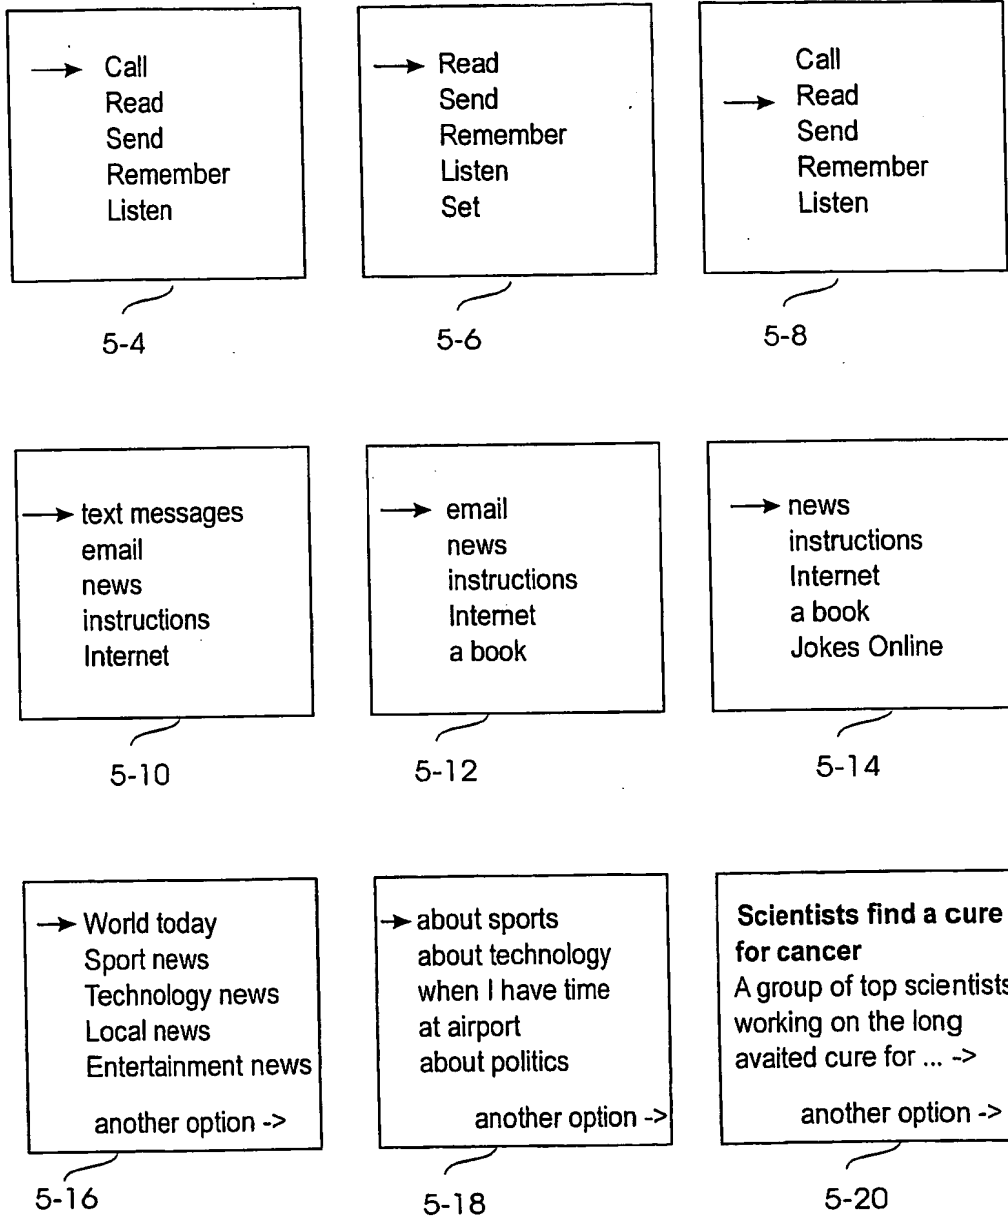 Call
Read
Send
Remember
Listen
5-4
Read
Send
Remember
Listen
Set
5-6
Call
Read
Send
Remember
Listen
5-8
text messages
email
news
instructions
Internet
5-10
email
news
instructions
Internet
a book
5-12
news
instructions
Internet
a book
Jokes Online
5-14
World today
Sport news
Technology news
Local news
Entertainment news
another option ->
5-16
about sports
about technology
when I have time
at airport
about politics
another option ->
5-18
Scientists find a cure
for cancer
A group of top scientists
working on the long
avaited cure for ... ->
another option ->
5-20